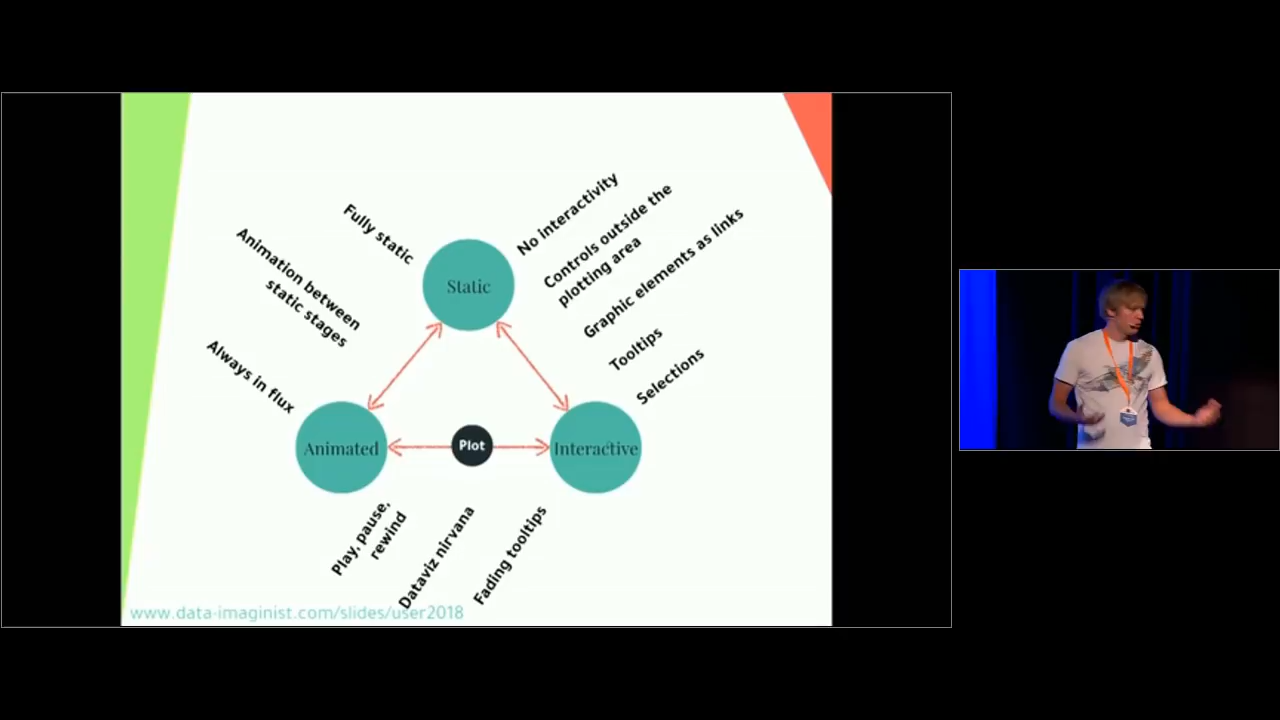 No interactivity
Controls outside the
plotting area
Graphic elements as links
Tooltips
Selections
Fully static
Animation between
static stages
Always in flux
Static
Animated
Plot
Interactive
Play, pause,
rewind
Dataviz nirvana
Fading tooltips
www.data-imaginist.com/slides/user2018